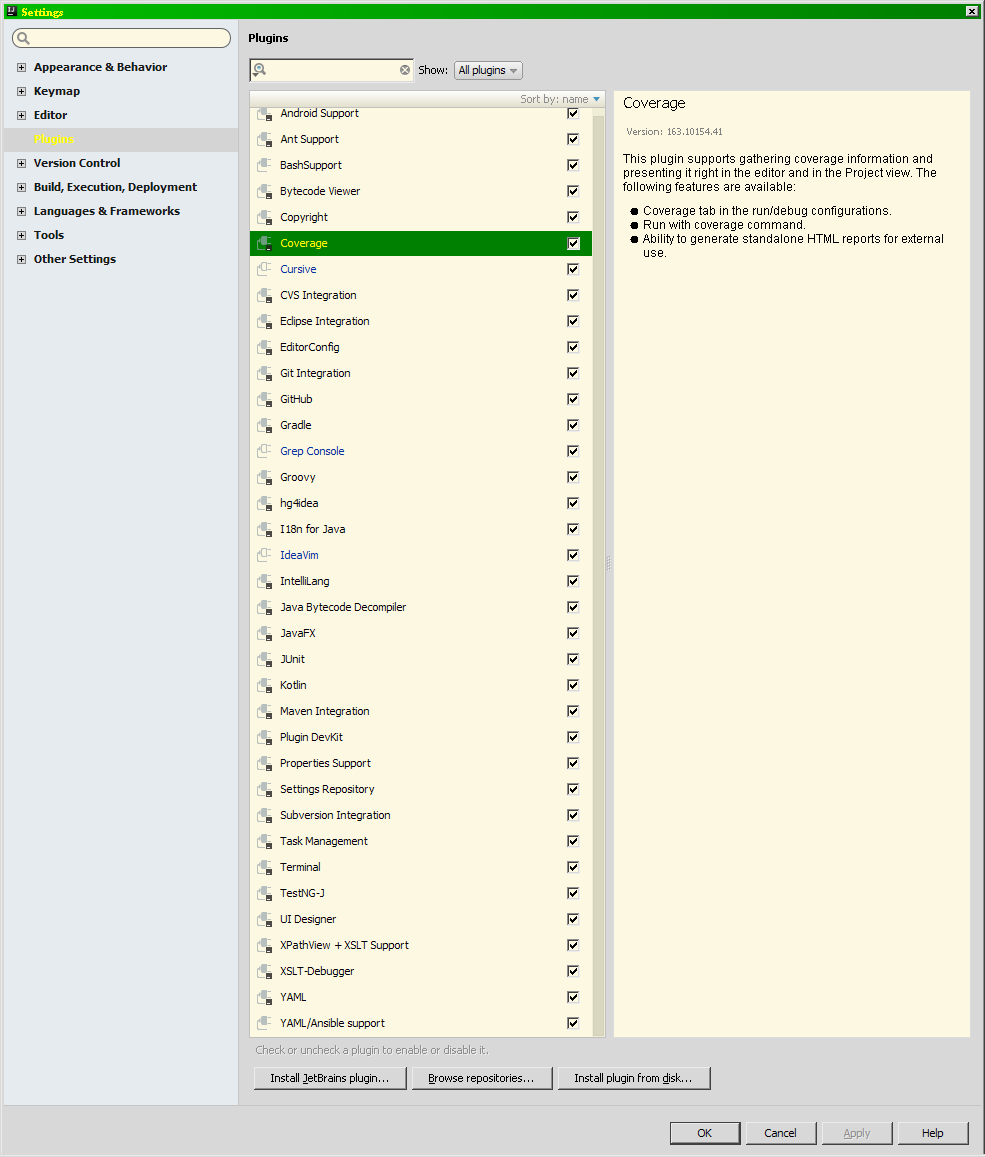 Settings
Appearance & Behavior
Keymap
Editor
Plugins
Version Control
Build, Execution, Deployment
Languages & Frameworks
Tools
Other Settings
Plugins
Show: All plugins
Sort by: name
Android Support
Ant Support
BashSupport
Bytecode Viewer
Copyright
Coverage
Cursive
CVS Integration
Eclipse Integration
EditorConfig
Git Integration
GitHub
Gradle
Grep Console
Groovy
hg4idea
I18n for Java
IdeaVim
IntelliLang
Java Bytecode Decompiler
JavaFX
JUnit
Kotlin
Maven Integration
Plugin DevKit
Properties Support
Settings Repository
Subversion Integration
Task Management
Terminal
TestNG-J
UI Designer
XPathView + XSLT Support
XSLT-Debugger
YAML
YAML/Ansible support
Coverage
Version: 163.10154.41
This plugin supports gathering coverage information and
presenting it right in the editor and in the Project view. The
following features are available:
● Coverage tab in the run/debug configurations.
● Run with coverage command.
● Ability to generate standalone HTML reports for external
use.
Check or uncheck a plugin to enable or disable it.
Install JetBrains plugin... Browse repositories... Install plugin from disk...
OK Cancel Apply Help